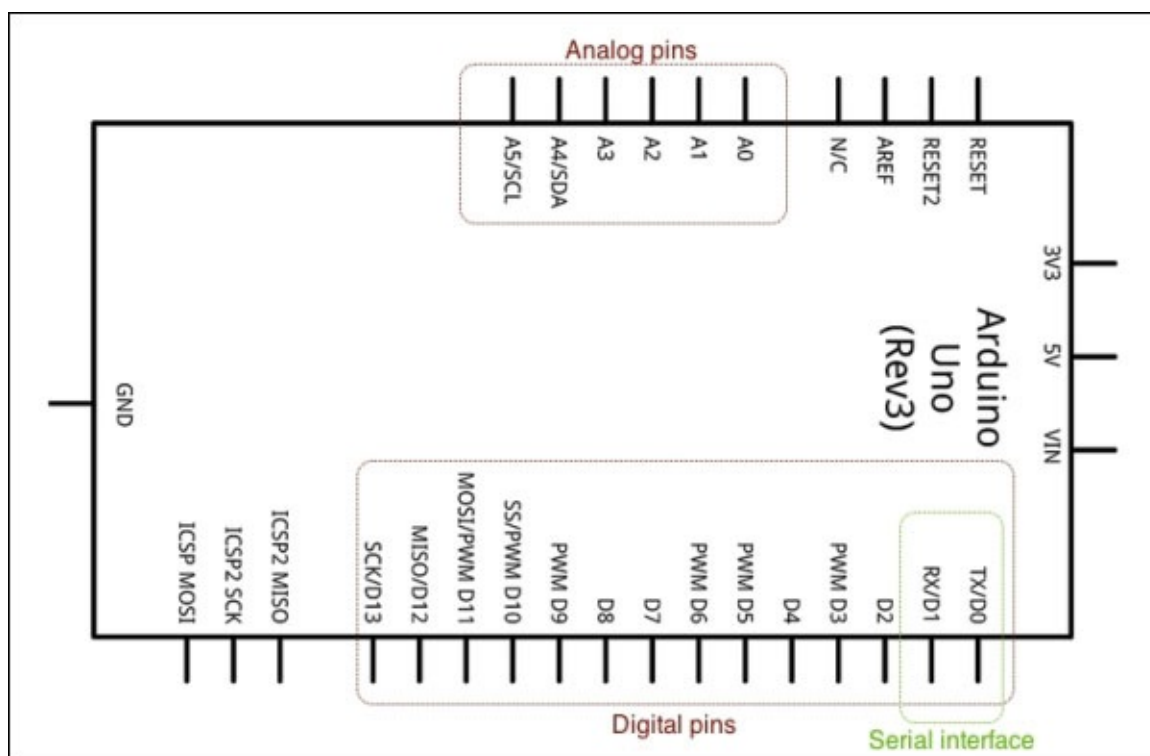 Analog pins
A5/SCL
A4/SDA
A3
A2
A1
A0
N/C
AREF
RESET2
RESET
3V3
5V
VIN
Arduino
Uno
(Rev3)
GND
ICSP MOSI
ICSP2 SCK
ICSP2 MISO
SCK/D13
MISO/D12
MOSI/PWM D11
SS/PWM D10
PWM D9
D8
D7
PWM D6
PWM D5
D4
PWM D3
D2
RX/D1
TX/D0
Digital pins
Serial interface